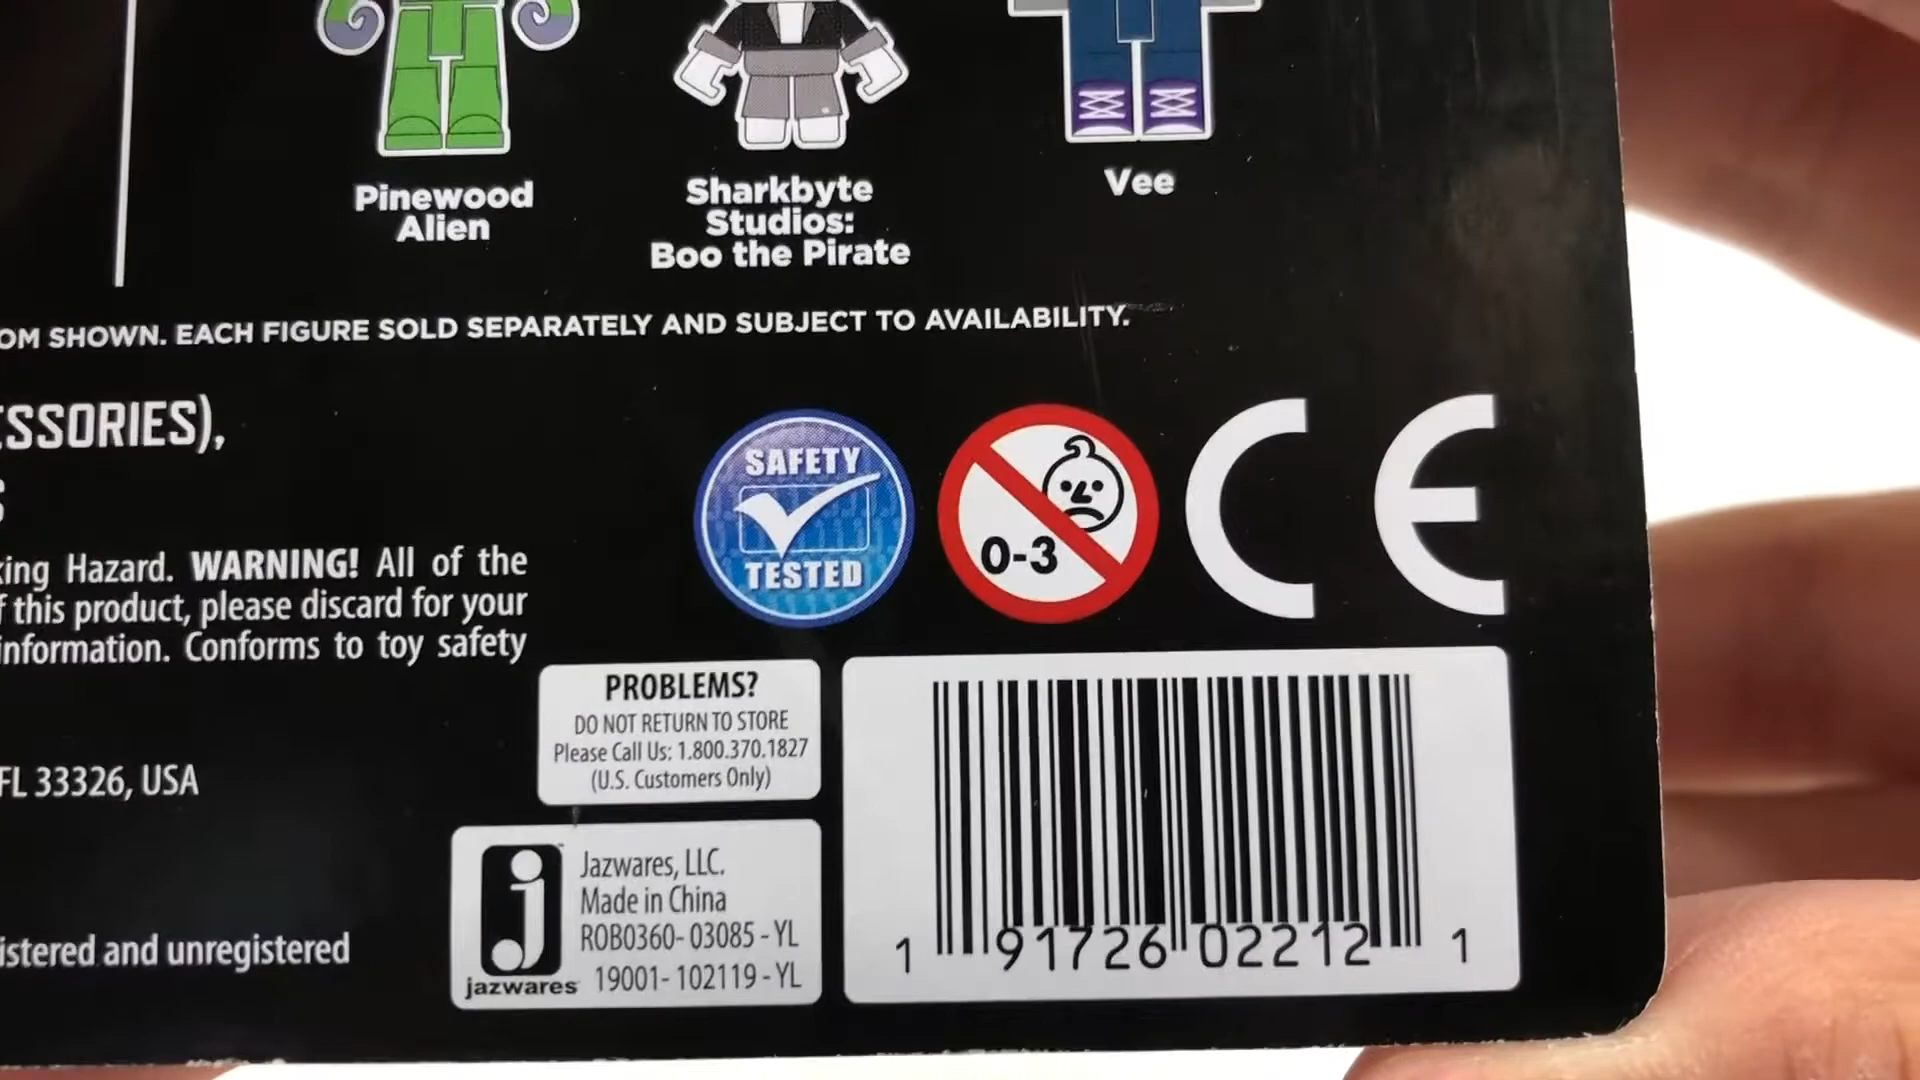 Pinewood
Alien
Sharkbyte
Studios:
Boo the Pirate
Vee
OM SHOWN. EACH FIGURE SOLD SEPARATELY AND SUBJECT TO AVAILABILITY.
ESSORIES),
SAFETY
TESTED
0-3
CE
king Hazard. WARNING! All of the
f this product, please discard for your
information. Conforms to toy safety
PROBLEMS?
DO NOT RETURN TO STORE
Please Call Us: 1.800.370.1827
(U.S. Customers Only)
FL 33326, USA
istered and unregistered
j
jazwares
Jazwares, LLC.
Made in China
ROB0360-03085-YL
19001-102119-YL
1 91726 02212 1